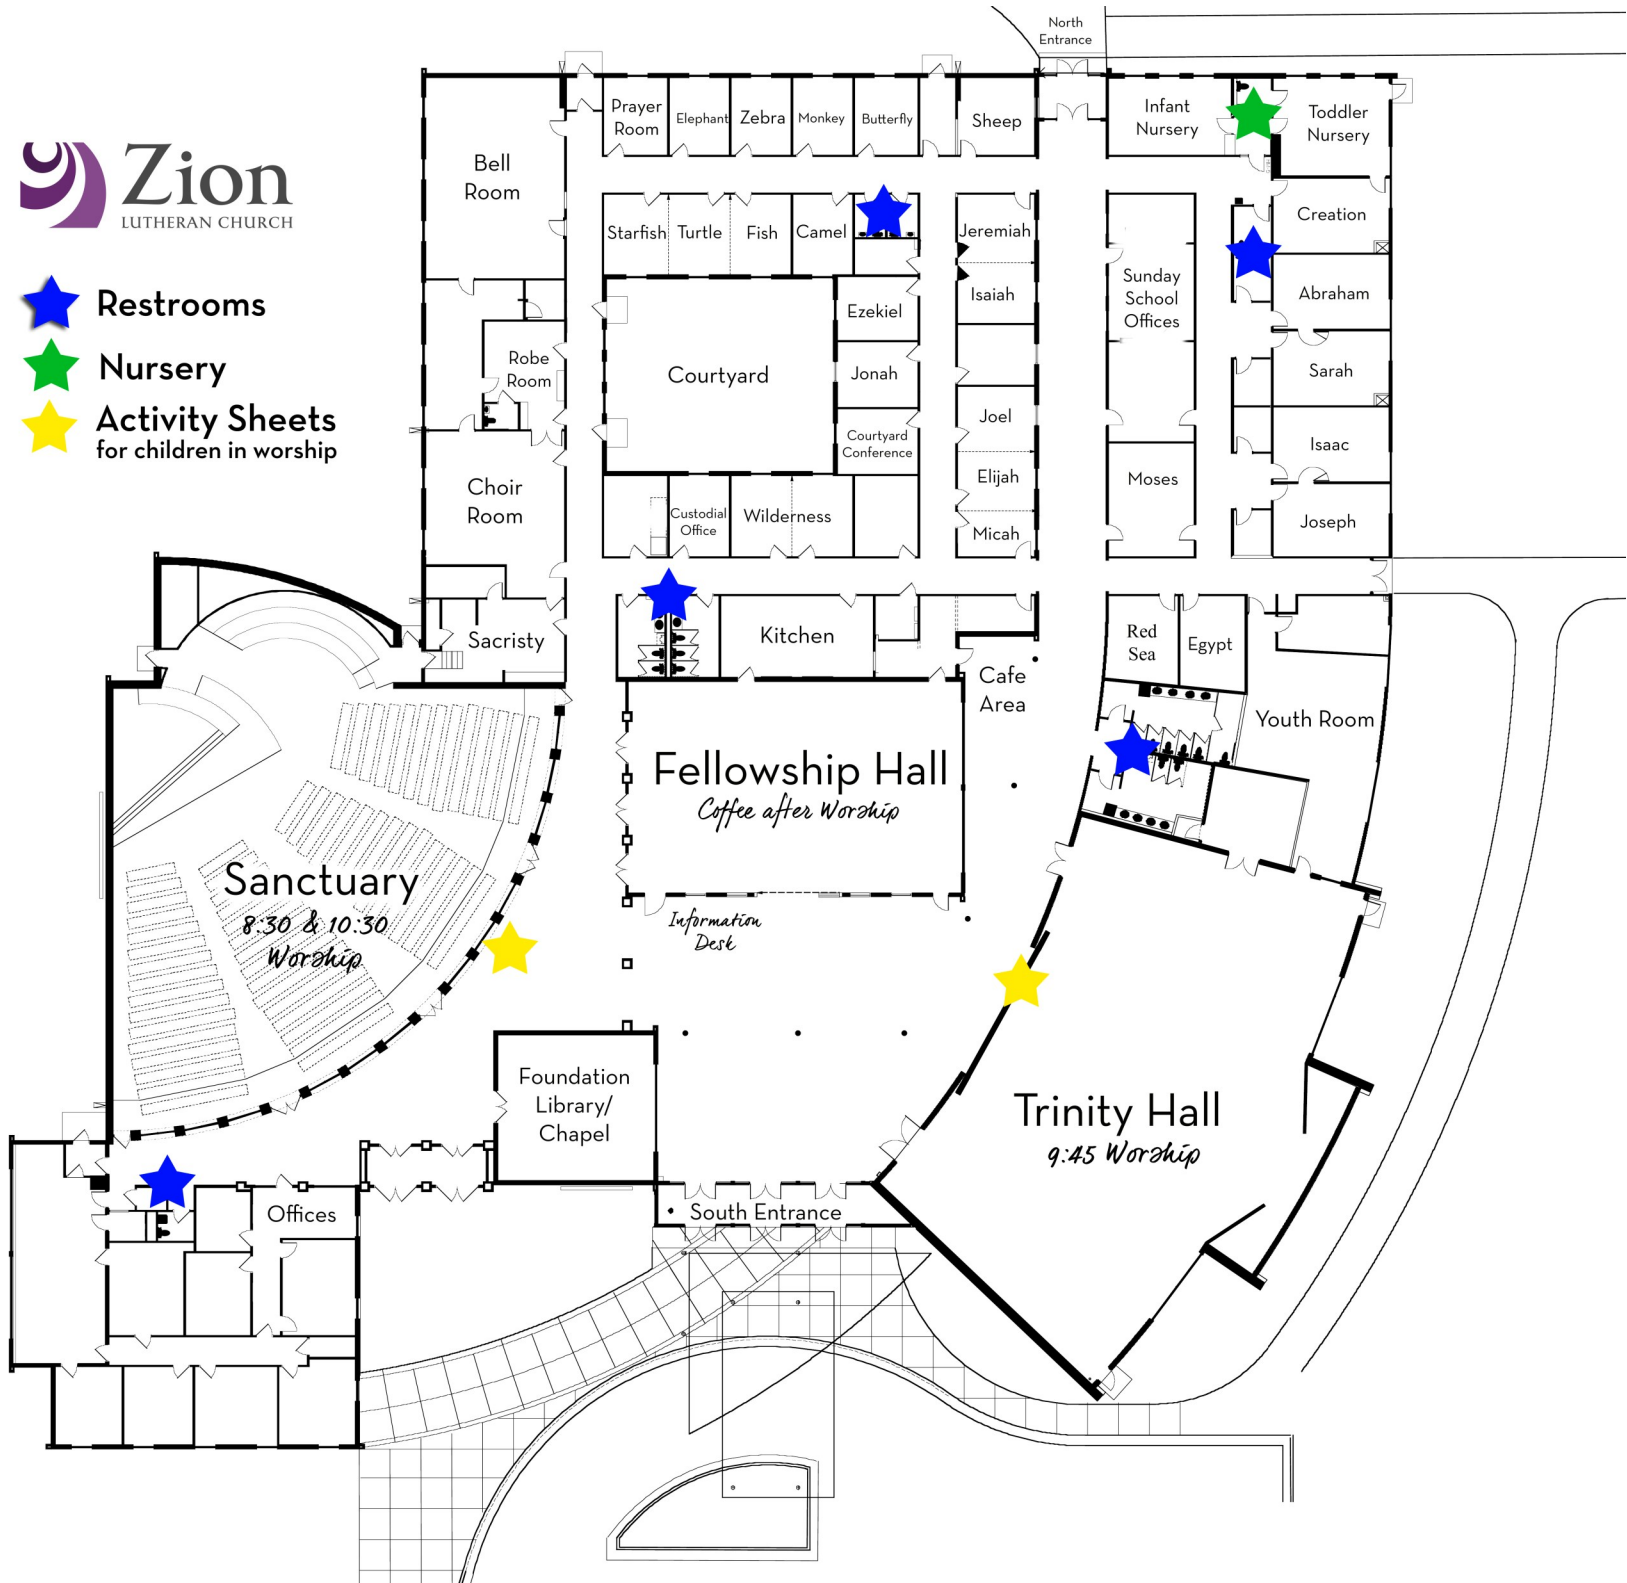 North
Entrance
Zion
LUTHERAN CHURCH
Restrooms
Nursery
Activity Sheets
for children in worship
Bell
Room
Prayer
Room
Elephant
Zebra
Monkey
Butterfly
Sheep
Infant
Nursery
Toddler
Nursery
Starfish
Turtle
Fish
Camel
Jeremiah
Isaiah
Creation
Sunday
School
Offices
Abraham
Ezekiel
Robe
Room
Courtyard
Jonah
Sarah
Courtyard
Conference
Joel
Elijah
Micah
Moses
Isaac
Joseph
Choir
Room
Custodial
Office
Wilderness
Sacristy
Kitchen
Cafe
Area
Red
Sea
Egypt
Youth Room
Fellowship Hall
Coffee after Worship
Sanctuary
8:30 & 10:30
Worship
Information
Desk
Foundation
Library/
Chapel
Trinity Hall
9:45 Worship
South Entrance
Offices